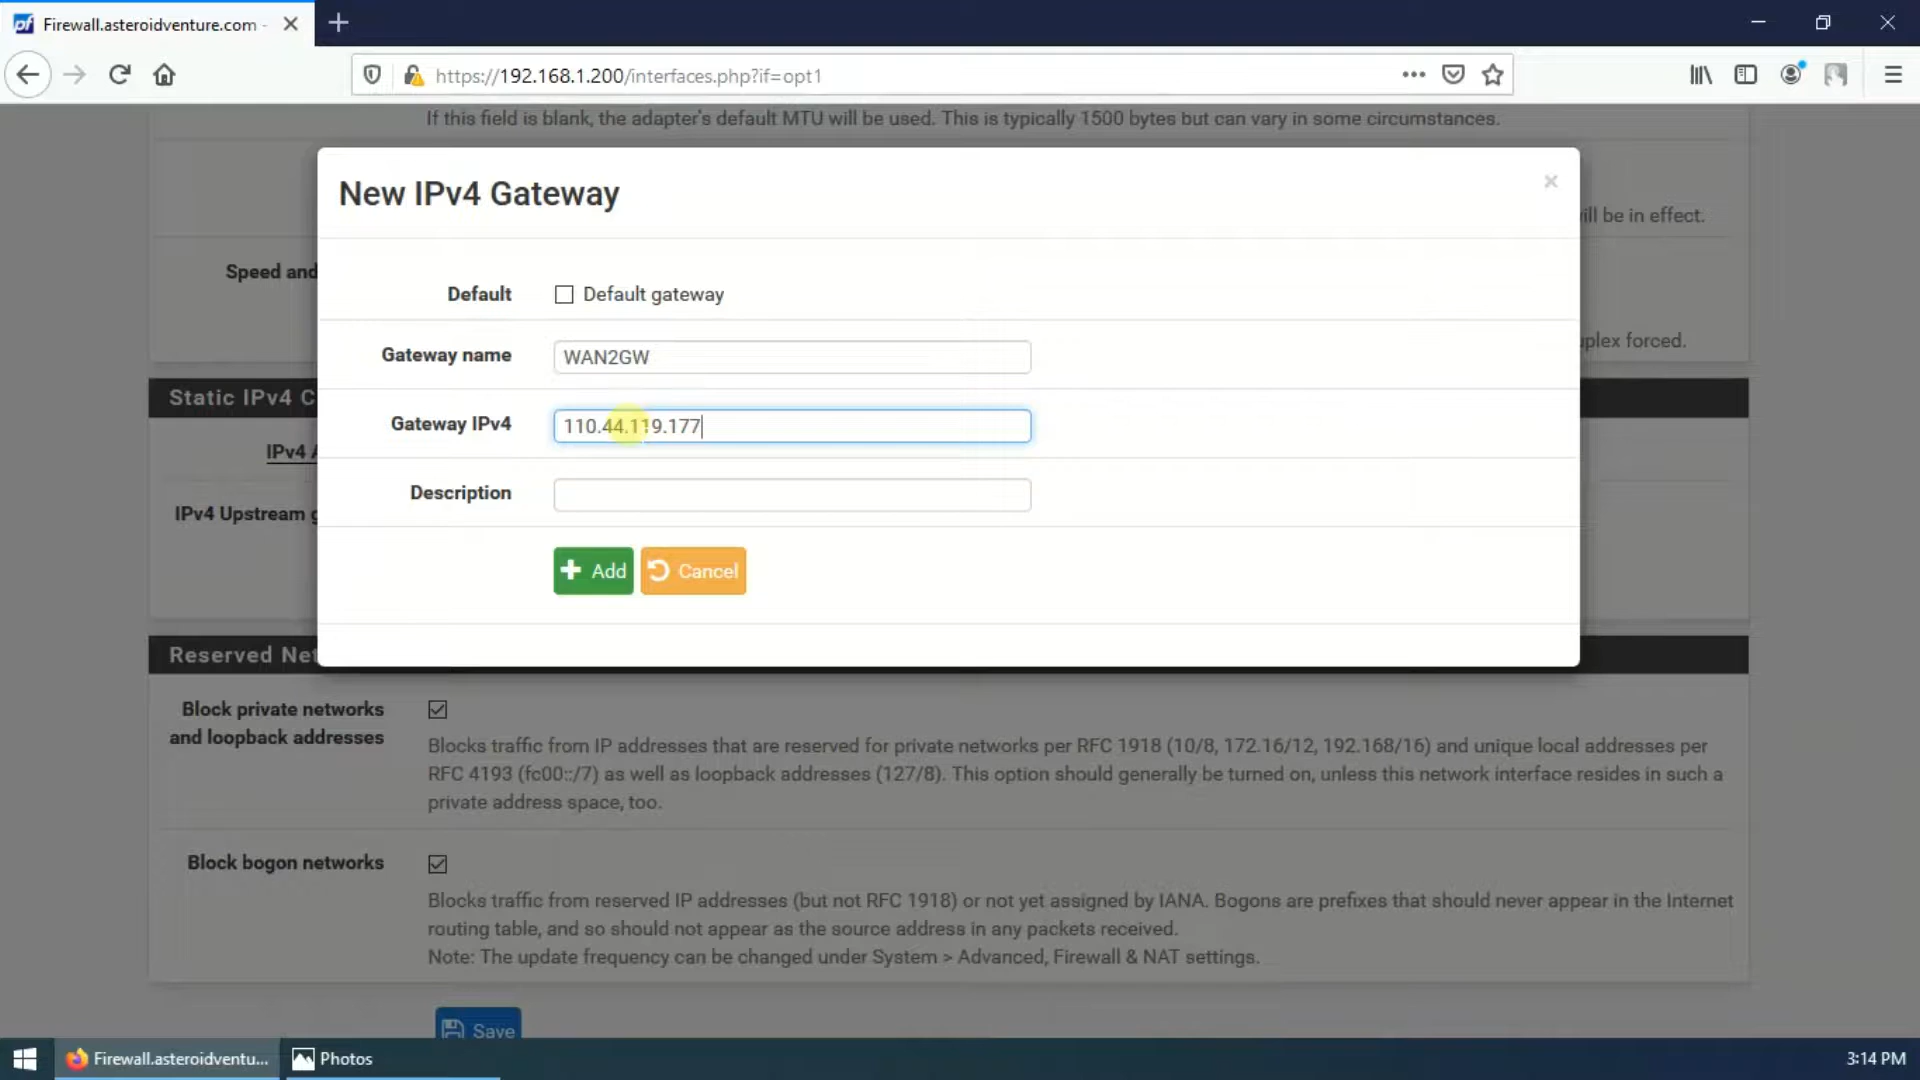 Firewall.asteroidventure.com -
https://192.168.1.200/interfaces.php?if=opt1
If this field is blank, the adapter's default MTU will be used. This is typically 1500 bytes but can vary in some circumstances.
New IPv4 Gateway
will be in effect.
Speed and
Default
Default gateway
Gateway name
WAN2GW
uplex forced.
Static IPv4 C
Gateway IPv4
110.44.119.177
IPv4 A
Description
IPv4 Upstream g
Add
Cancel
Reserved Net
Block private networks
and loopback addresses
Blocks traffic from IP addresses that are reserved for private networks per RFC 1918 (10/8, 172.16/12, 192.168/16) and unique local addresses per
RFC 4193 (fc00::/7) as well as loopback addresses (127/8). This option should generally be turned on, unless this network interface resides in such a
private address space, too.
Block bogon networks
Blocks traffic from reserved IP addresses (but not RFC 1918) or not yet assigned by IANA. Bogons are prefixes that should never appear in the Internet
routing table, and so should not appear as the source address in any packets received.
Note: The update frequency can be changed under System > Advanced, Firewall & NAT settings.
Save
Firewall.asteroidventu...
Photos
3:14 PM